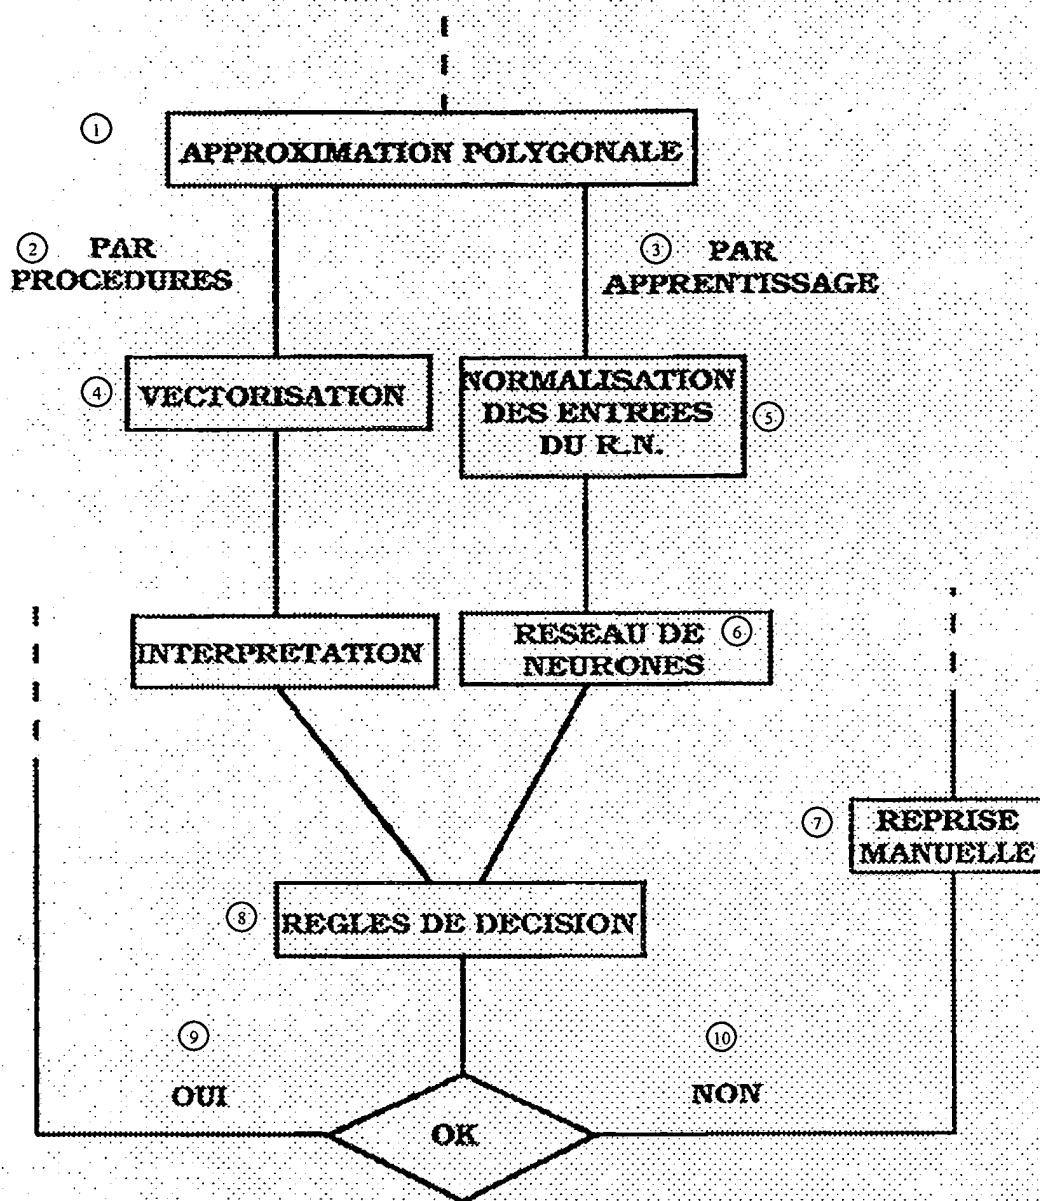 ①
APPROXIMATION POLYGONALE
② PAR
PROCEDURES
③ PAR
APPRENTISSAGE
④ VECTORISATION
NORMALISATION
DES ENTREES
DU R.N.
⑤
INTERPRETATION
RESEAU DE ⑥
NEURONES
⑦ REPRISE
MANUELLE
⑧ REGLES DE DECISION
⑨
OUI
⑩
NON
OK